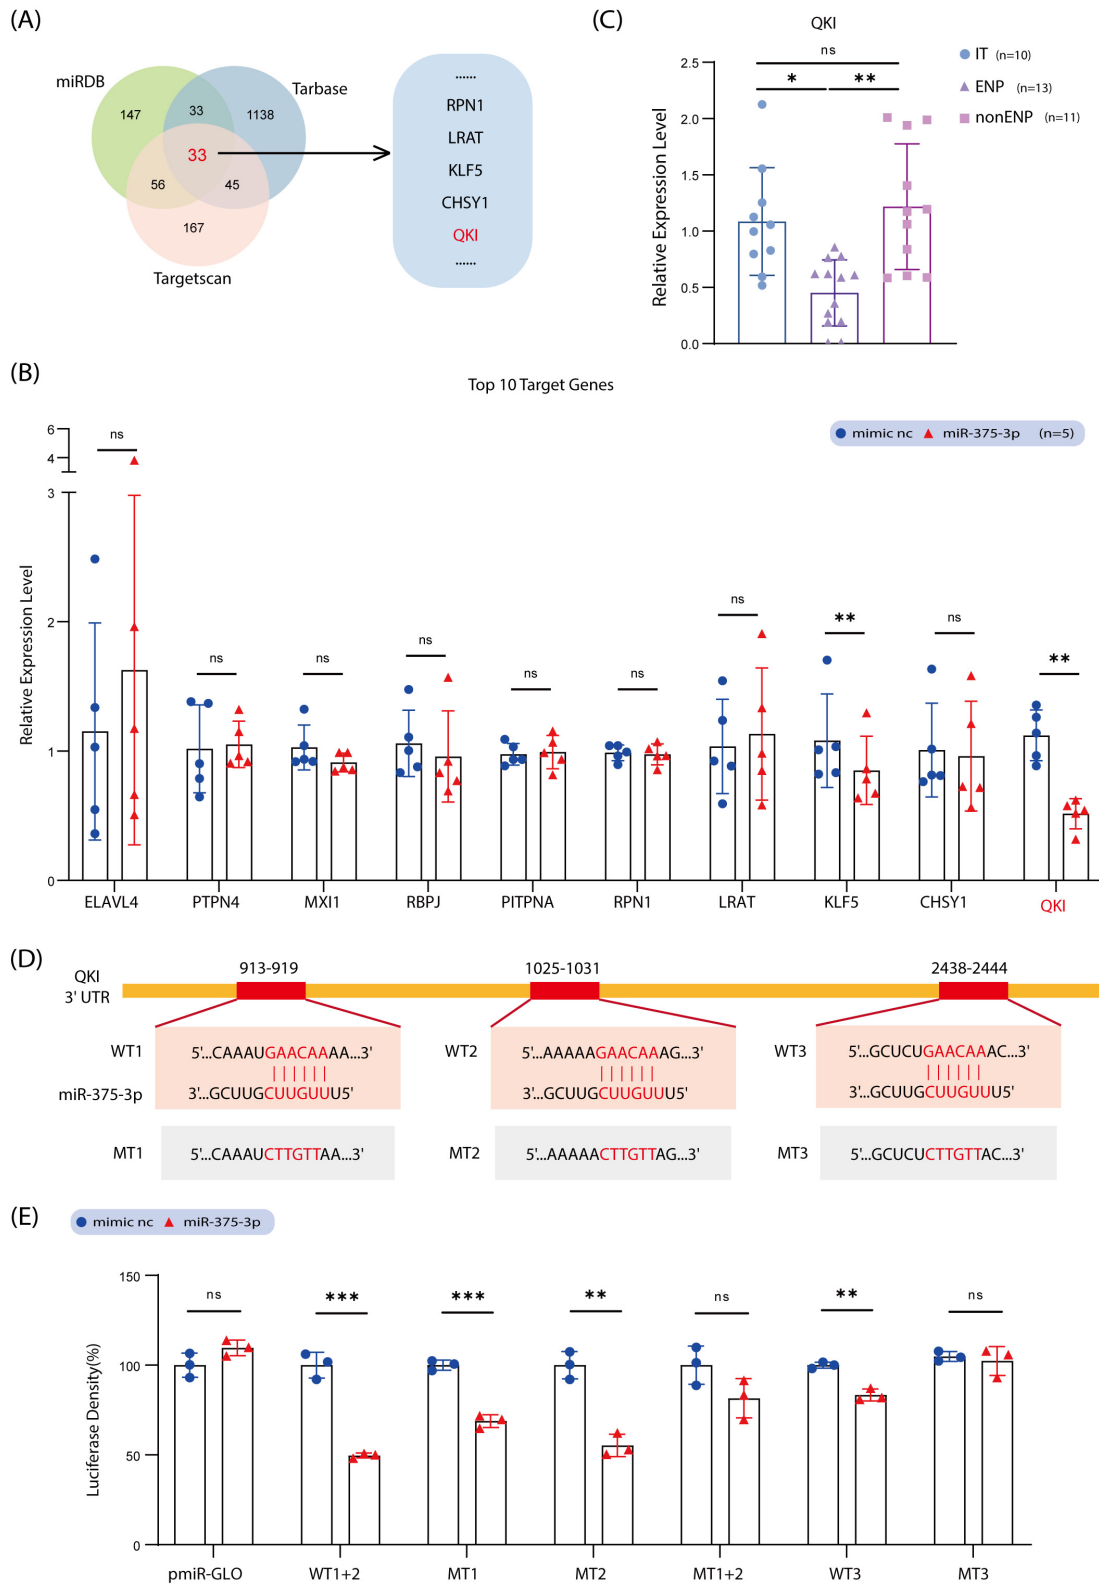 (A)
miRDB
Tarbase
147
33
1138
33
56
45
167
Targetscan
......
RPN1
LRAT
KLF5
CHSY1
QKI
......
(C)
QKI
ns
* **
IT (n=10)
ENP (n=13)
nonENP (n=11)
Relative Expression Level
2.5
2.0
1.5
1.0
0.5
0.0
(B)
Top 10 Target Genes
mimic nc miR-375-3p (n=5)
Relative Expression Level
6
4
3
2
1
0
ns ns ns ns ns ns ns ** ns **
ELAVL4 PTPN4 MXI1 RBPJ PITPNA RPN1 LRAT KLF5 CHSY1 QKI
(D)
QKI
3' UTR
913-919 1025-1031 2438-2444
WT1 5'...CAAAUGAACAAAA...3'
miR-375-3p 3'...GCUUGCUUGUUU5'
MT1 5'...CAAAUCTTGTTAA...3'
WT2 5'...AAAAAGAACAAAG...3'
3'...GCUUGCUUGUUU5'
MT2 5'...AAAAACTTGTTAG...3'
WT3 5'...GCUCUGAACAAAC...3'
3'...GCUUGCUUGUUU5'
MT3 5'...GCUCUCTTGTTAC...3'
(E)
mimic nc miR-375-3p
Luciferase Density(%)
150
100
50
0
ns *** *** ** ns ** ns
pmiR-GLO WT1+2 MT1 MT2 MT1+2 WT3 MT3